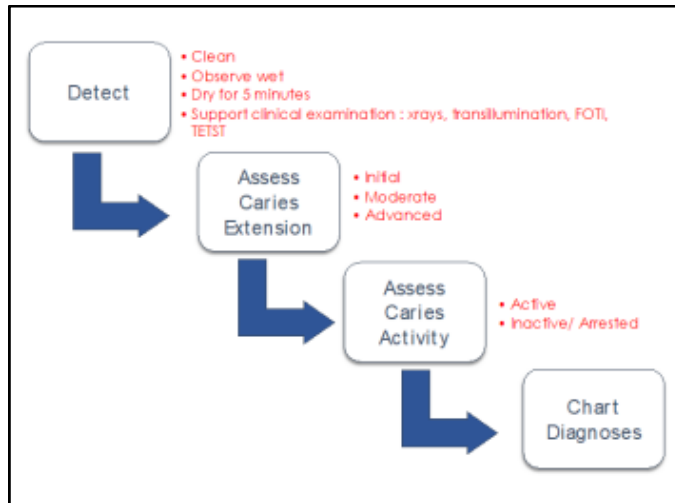 Detect
• Clean
• Observe wet
• Dry for 5 minutes
• Support clinical examination : xrays, transillumination, FOTI,
TETST
Assess
Caries
Extension
• Initial
• Moderate
• Advanced
Assess
Caries
Activity
• Active
• Inactive/ Arrested
Chart
Diagnoses